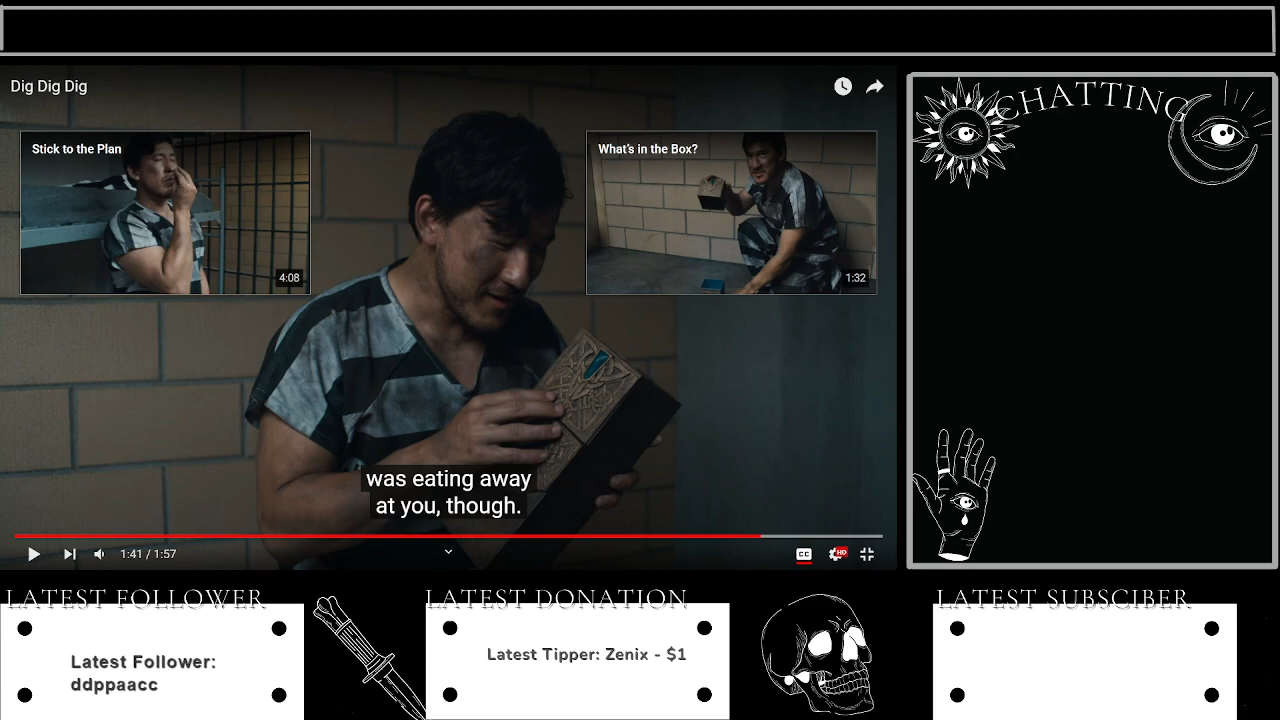 Dig Dig Dig
Stick to the Plan
4:08
What's in the Box?
1:32
CHATTING
was eating away
at you, though.
1:41 / 1:57
CC
HD
LATEST FOLLOWER
Latest Follower:
ddppaacc
LATEST DONATION
Latest Tipper: Zenix - $1
LATEST SUBSCIBER